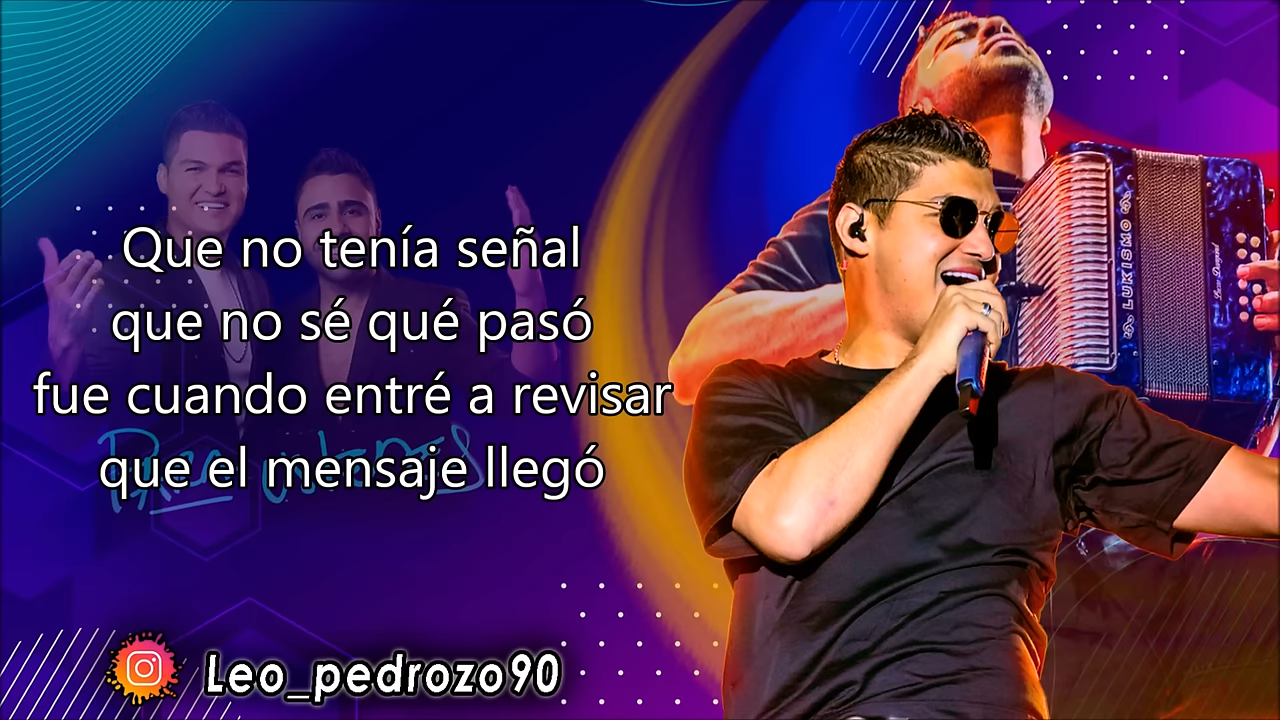 Que no tenía señal
que no sé qué pasó
fue cuando entré a revisar
que el mensaje llegó
Leo_pedrozo90
LUKISMO